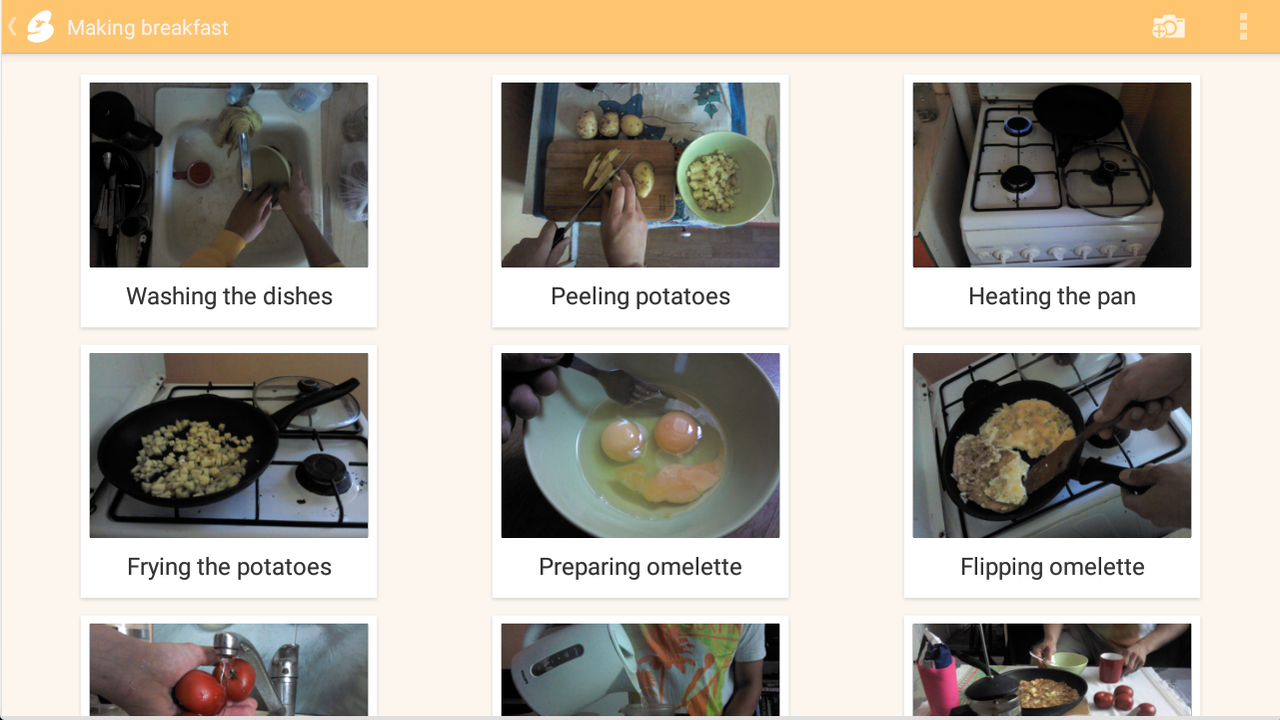 Making breakfast
Washing the dishes
Peeling potatoes
Heating the pan
Frying the potatoes
Preparing omelette
Flipping omelette